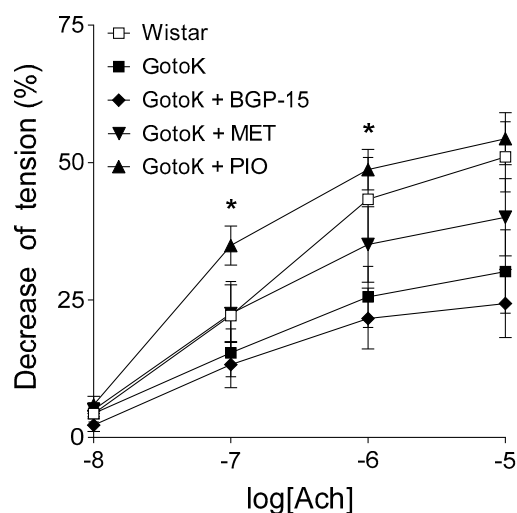 75
Wistar
GotoK
GotoK + BGP-15
GotoK + MET
GotoK + PIO
*
*
50
25
0
Decrease of tension (%)
-8
-7
-6
-5
log[Ach]